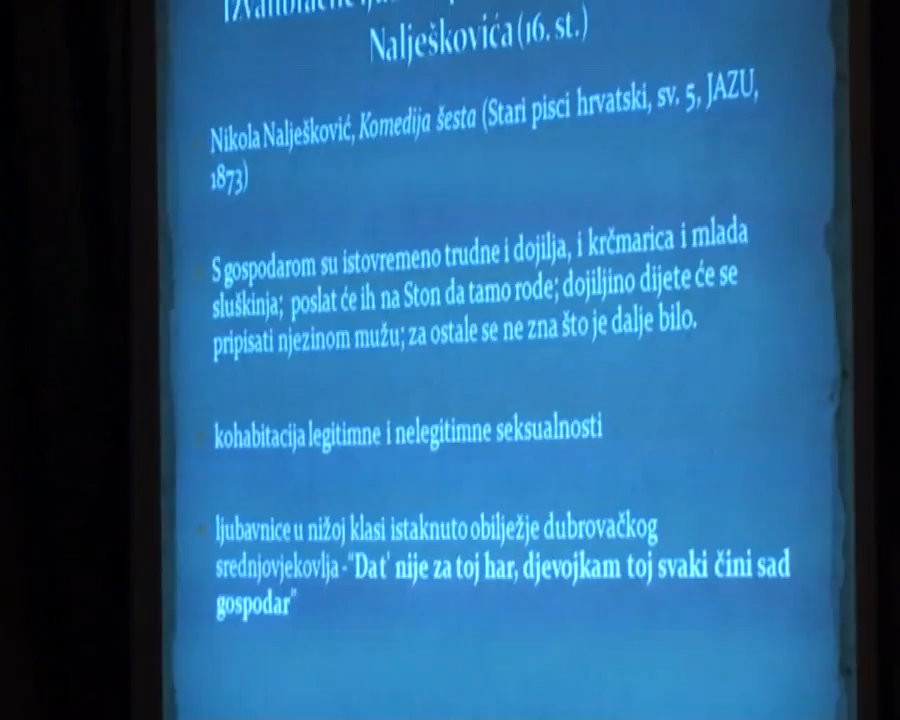 Nalješkovića (16. st.)
Nikola Nalješković, Komedija šesta (Stari pisci hrvatski, sv. 5, JAZU,
1873)
S gospodarom su istovremeno trudne i dojilja, i krčmarica i mlada
sluškinja; poslat će ih na Ston da tamo rode; dojiljino dijete će se
pripisati njezinom mužu; za ostale se ne zna što je dalje bilo.
kohabitacija legitimne i nelegitimne seksualnosti
ljubavnice u nižoj klasi istaknuto obilježje dubrovačkog
srednjovjekovlja -"Dat' nije za toj har, djevojkam toj svaki čini sad
gospodar"